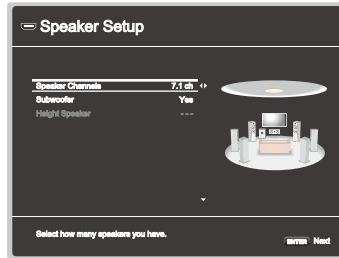 Speaker Setup
Speaker Channels 7.1 ch
Subwoofer Yes
Height Speaker ---
Select how many speakers you have.
ENTER Next